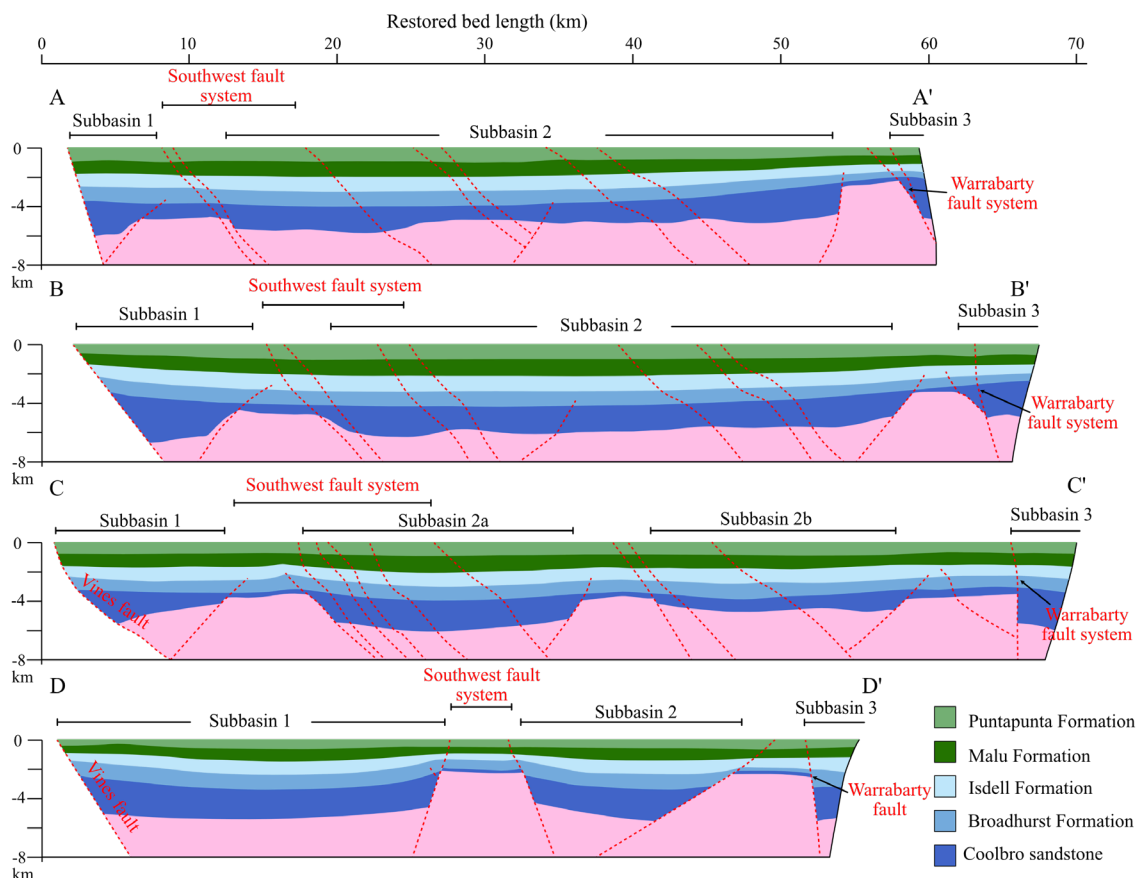 Restored bed length (km)
0 10 20 30 40 50 60 70
Southwest fault
system
A A'
Subbasin 1 Subbasin 2 Subbasin 3
0
-4
-8
km
Warrabarty
fault system
Southwest fault system
B B'
Subbasin 1 Subbasin 2 Subbasin 3
0
-4
-8
km
Warrabarty
fault system
Southwest fault system
C C'
Subbasin 1 Subbasin 2a Subbasin 2b Subbasin 3
0
-4
-8
km
Vines fault
Warrabarty
fault system
Southwest fault
system
D D'
Subbasin 1 Subbasin 2 Subbasin 3
0
-4
-8
km
Vines fault
Warrabarty
fault
Puntapunta Formation
Malu Formation
Isdell Formation
Broadhurst Formation
Coolbro sandstone